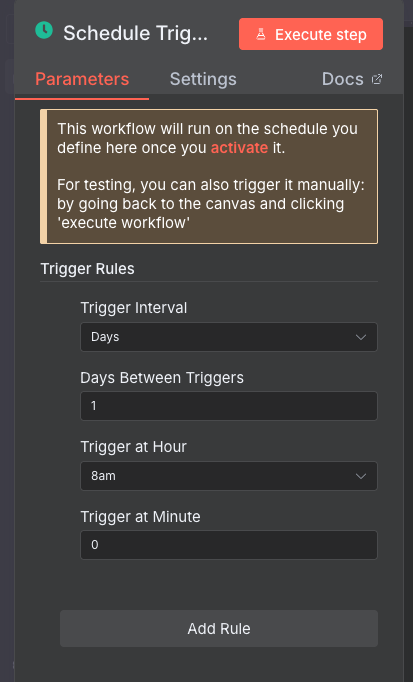 Schedule Trig...
Execute step
Parameters
Settings
Docs
This workflow will run on the schedule you
define here once you activate it.
For testing, you can also trigger it manually:
by going back to the canvas and clicking
'execute workflow'
Trigger Rules
Trigger Interval
Days
Days Between Triggers
1
Trigger at Hour
8am
Trigger at Minute
0
Add Rule